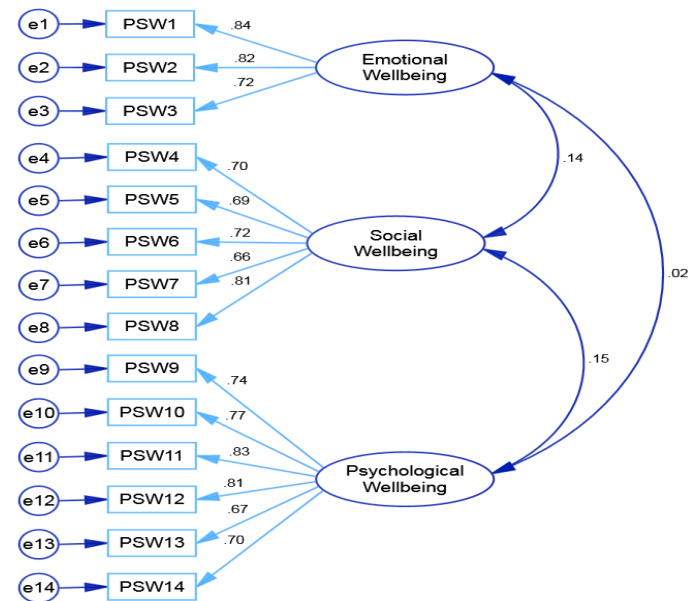 e1 PSW1 .84
e2 PSW2 .82
e3 PSW3 .72
Emotional
Wellbeing
e4 PSW4 .70
e5 PSW5 .69
e6 PSW6 .72
e7 PSW7 .66
e8 PSW8 .81
Social
Wellbeing
e9 PSW9 .74
e10 PSW10 .77
e11 PSW11 .83
e12 PSW12 .81
e13 PSW13 .67
e14 PSW14 .70
Psychological
Wellbeing
.14
.02
.15